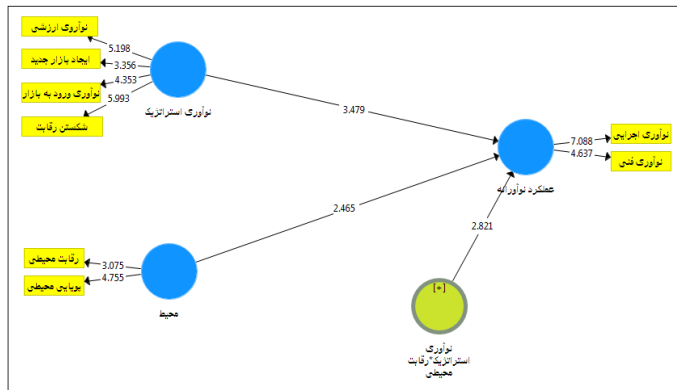 نوآروی ارزشی
5.198
ایجاد بازار جدید
3.356
نوآوری ورود به بازار
4.353
شکستن رقابت
5.993
نوآوری استراتژیک
3.479
نوآوری اجرایی
7.088
نوآوری فنی
4.637
عملکرد نوآورانه
2.465
2.821
رقابت محیطی
3.075
پویایی محیطی
4.755
محیط
[+]
نوآوری
استراتژیک*رقابت
محیطی